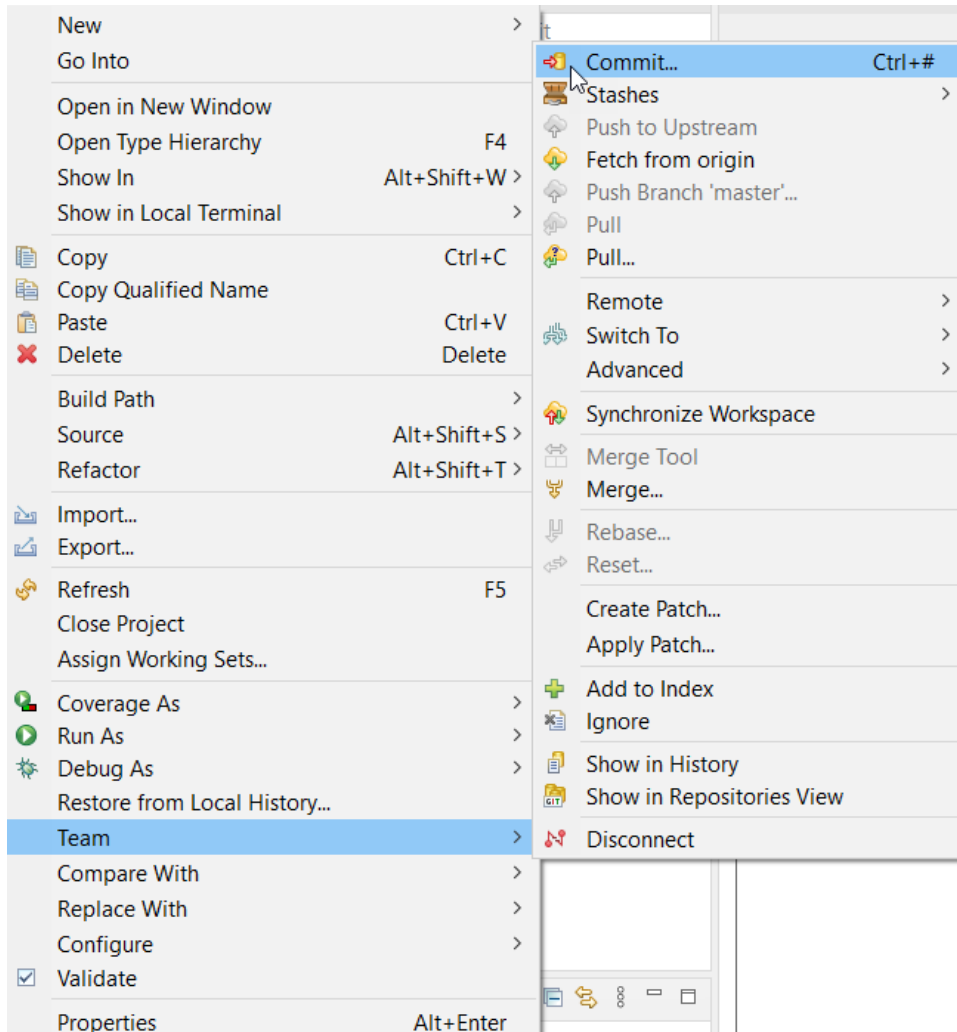 New
Go Into
Open in New Window
Open Type Hierarchy F4
Show In Alt+Shift+W
Show in Local Terminal
Copy Ctrl+C
Copy Qualified Name
Paste Ctrl+V
Delete Delete
Build Path
Source Alt+Shift+S
Refactor Alt+Shift+T
Import...
Export...
Refresh F5
Close Project
Assign Working Sets...
Coverage As
Run As
Debug As
Restore from Local History...
Team
Compare With
Replace With
Configure
Validate
Properties Alt+Enter
it
Commit... Ctrl+#
Stashes
Push to Upstream
Fetch from origin
Push Branch 'master'...
Pull
Pull...
Remote
Switch To
Advanced
Synchronize Workspace
Merge Tool
Merge...
Rebase...
Reset...
Create Patch...
Apply Patch...
Add to Index
Ignore
Show in History
GIT Show in Repositories View
Disconnect